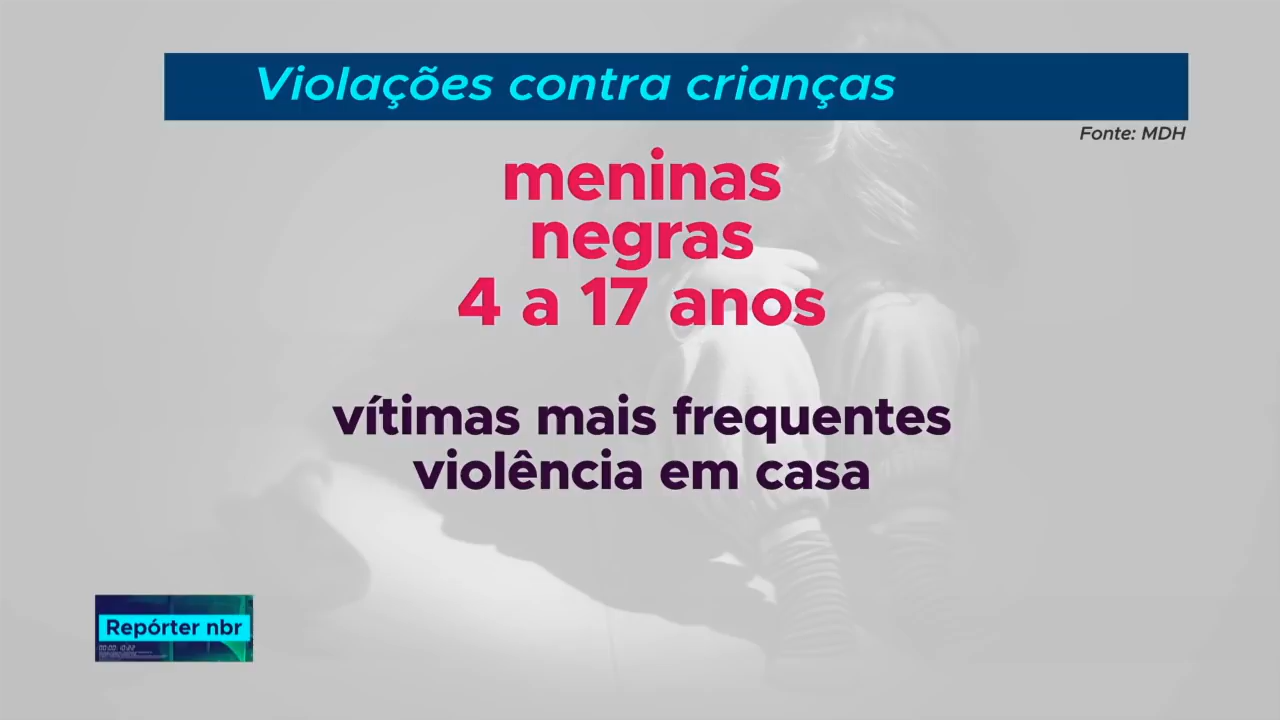 Violações contra crianças
Fonte: MDH
meninas
negras
4 a 17 anos
vítimas mais frequentes
violência em casa
Repórter nbr